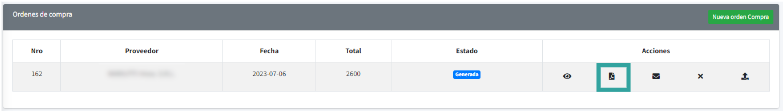 Ordenes de compra
Nueva orden Compra
Nro Proveedor Fecha Total Estado Acciones
162 2023-07-06 2600 Generada